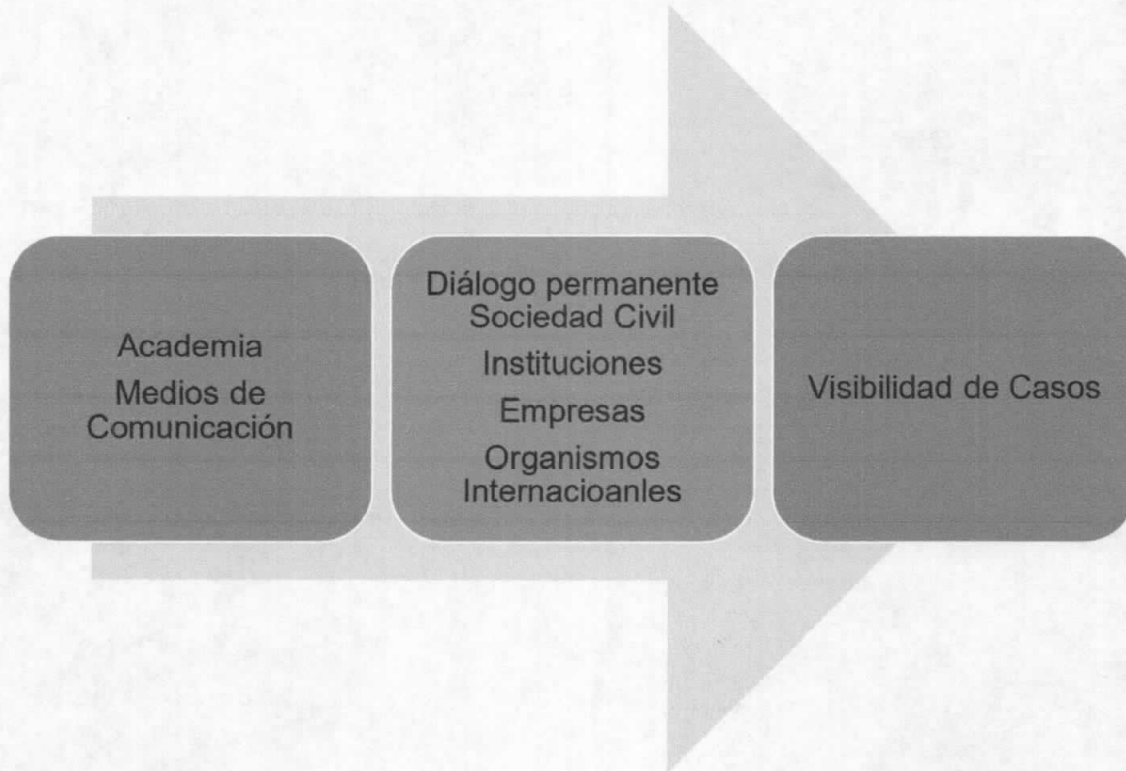 Academia
Medios de
Comunicación
Diálogo permanente
Sociedad Civil
Instituciones
Empresas
Organismos
Internacioanles
Visibilidad de Casos